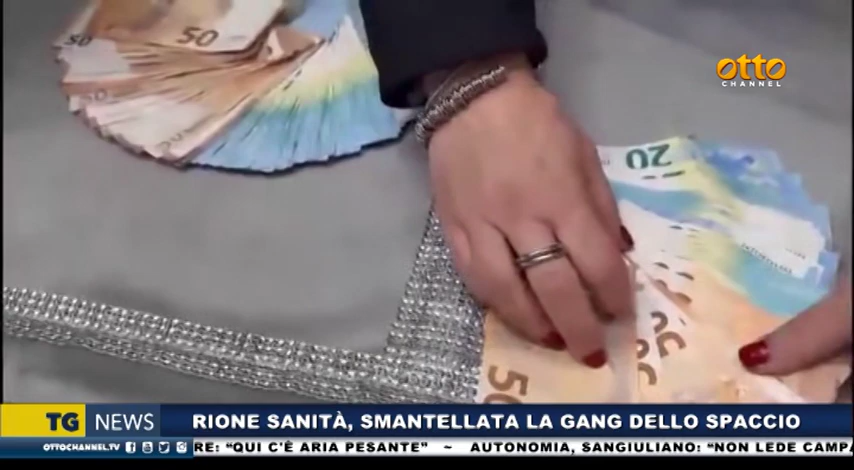 50
50
20
otto
CHANNEL
20
50
TG NEWS
RIONE SANITÀ, SMANTELLATA LA GANG DELLO SPACCIO
OTTOCHANNEL.TV
RE: “QUI C'È ARIA PESANTE” ~ AUTONOMIA, SANGIULIANO: “NON LEDE CAMPA